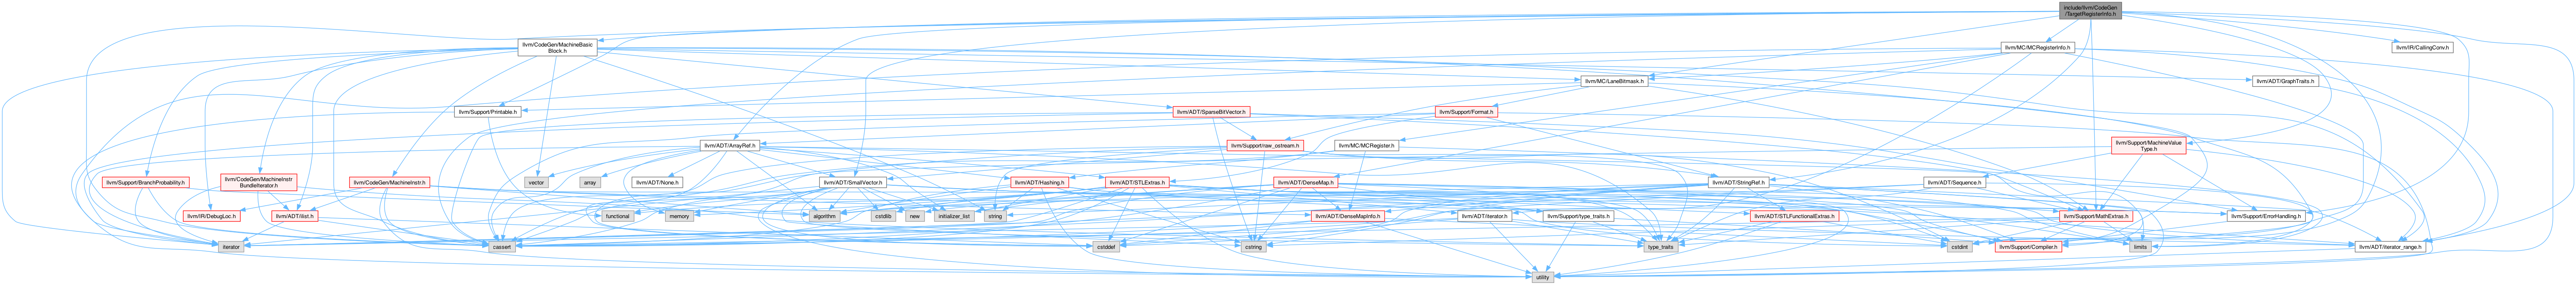 include/llvm/CodeGen
/TargetRegisterInfo.h
llvm/CodeGen/MachineBasic
Block.h
llvm/MC/MCRegisterInfo.h
llvm/IR/CallingConv.h
llvm/MC/LaneBitmask.h
llvm/ADT/GraphTraits.h
llvm/Support/Printable.h
llvm/ADT/SparseBitVector.h
llvm/Support/Format.h
llvm/ADT/ArrayRef.h
llvm/Support/raw_ostream.h
llvm/MC/MCRegister.h
llvm/Support/MachineValue
Type.h
llvm/Support/BranchProbability.h
llvm/CodeGen/MachineInstr
BundleIterator.h
llvm/CodeGen/MachineInstr.h
vector
array
llvm/ADT/None.h
llvm/ADT/SmallVector.h
llvm/ADT/Hashing.h
llvm/ADT/STLExtras.h
llvm/ADT/DenseMap.h
llvm/ADT/StringRef.h
llvm/ADT/Sequence.h
llvm/IR/DebugLoc.h
llvm/ADT/ilist.h
functional
memory
algorithm
cstdlib
new
initializer_list
string
llvm/ADT/DenseMapInfo.h
llvm/ADT/iterator.h
llvm/Support/type_traits.h
llvm/ADT/STLFunctionalExtras.h
llvm/Support/MathExtras.h
llvm/Support/ErrorHandling.h
iterator
cassert
cstddef
cstring
type_traits
cstdint
llvm/Support/Compiler.h
limits
llvm/ADT/iterator_range.h
utility